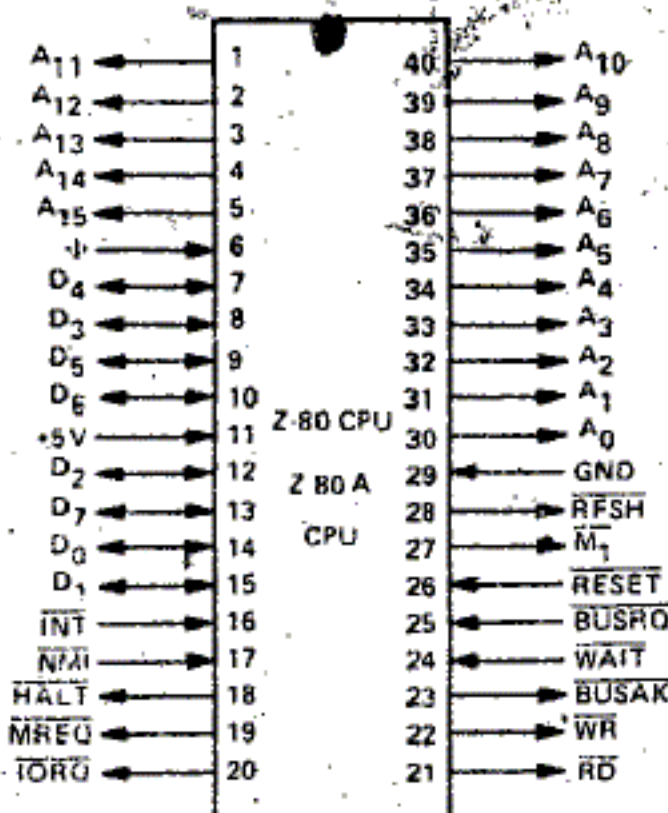 A11 1 40 A10
A12 2 39 A9
A13 3 38 A8
A14 4 37 A7
A15 5 36 A6
Φ 6 35 A5
D4 7 34 A4
D3 8 33 A3
D5 9 32 A2
D6 10 31 A1
+5V 11 30 A0
Z-80 CPU
D2 12 29 GND
Z 80 A
D7 13 28 RFSH
CPU
D0 14 27 M1
D1 15 26 RESET
INT 16 25 BUSRQ
NMI 17 24 WAIT
HALT 18 23 BUSAK
MREQ 19 22 WR
IORQ 20 21 RD